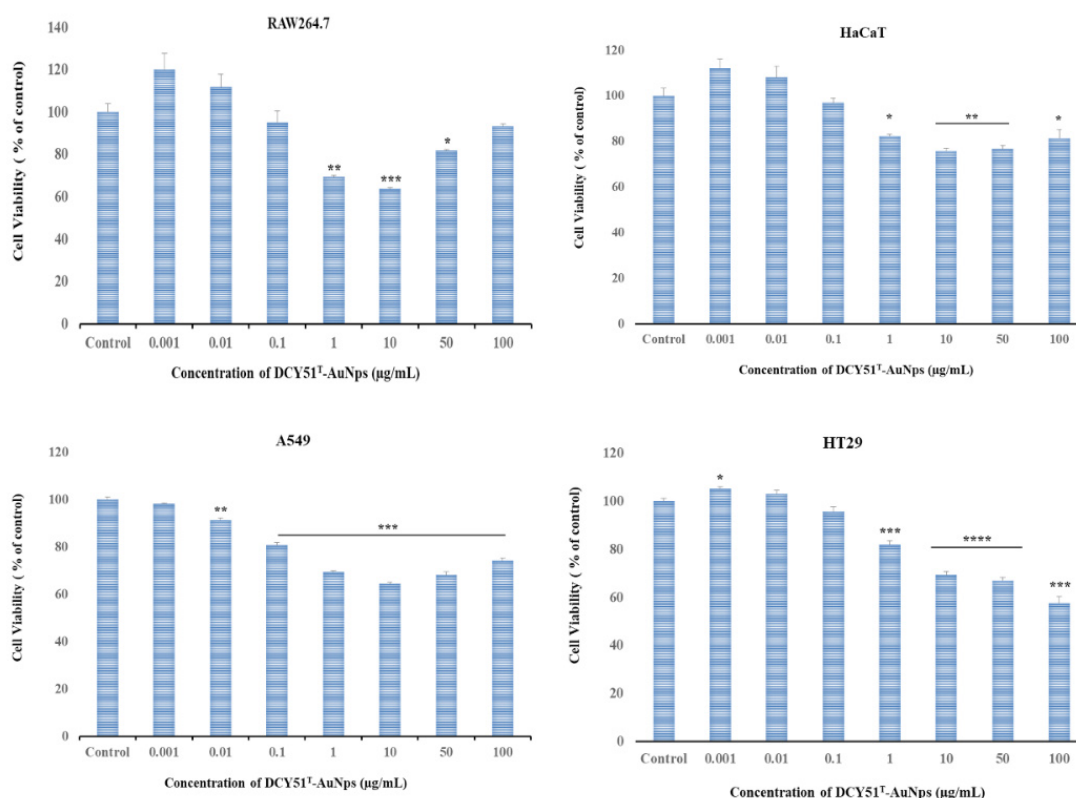 RAW264.7
Cell Viability ( % of control)
140
120
100
80
60
40
20
0
**
***
*
Control 0.001 0.01 0.1 1 10 50 100
Concentration of DCY51ᵀ-AuNps (µg/mL)
HaCaT
Cell Viability ( % of control)
120
100
80
60
40
20
0
*
**
*
Control 0.001 0.01 0.1 1 10 50 100
Concentration of DCY51ᵀ-AuNps (µg/mL)
A549
Cell Viability ( % of control)
120
100
80
60
40
20
0
**
***
Control 0.001 0.01 0.1 1 10 50 100
Concentration of DCY51ᵀ-AuNps (µg/mL)
HT29
Cell Viability ( % of control)
120
100
80
60
40
20
0
*
***
****
***
Control 0.001 0.01 0.1 1 10 50 100
Concentration of DCY51ᵀ-AuNps (µg/mL)